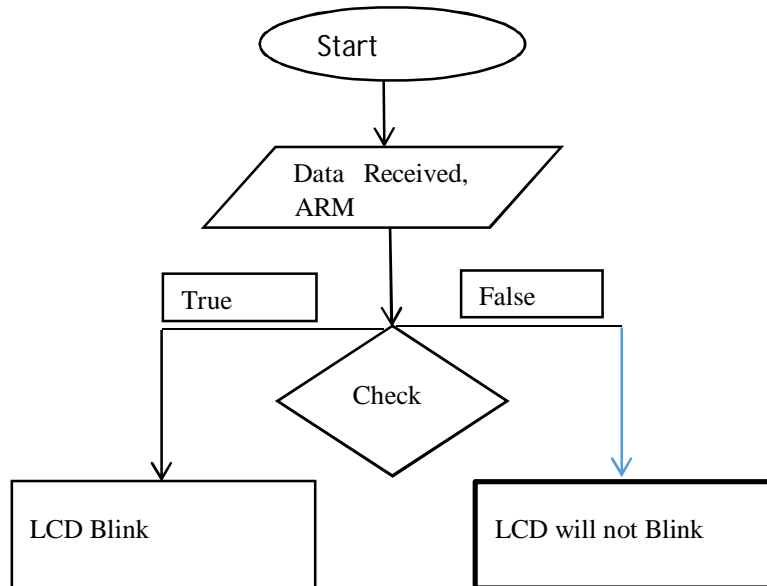 Start
Data Received,
ARM
True
False
Check
LCD Blink
LCD will not Blink